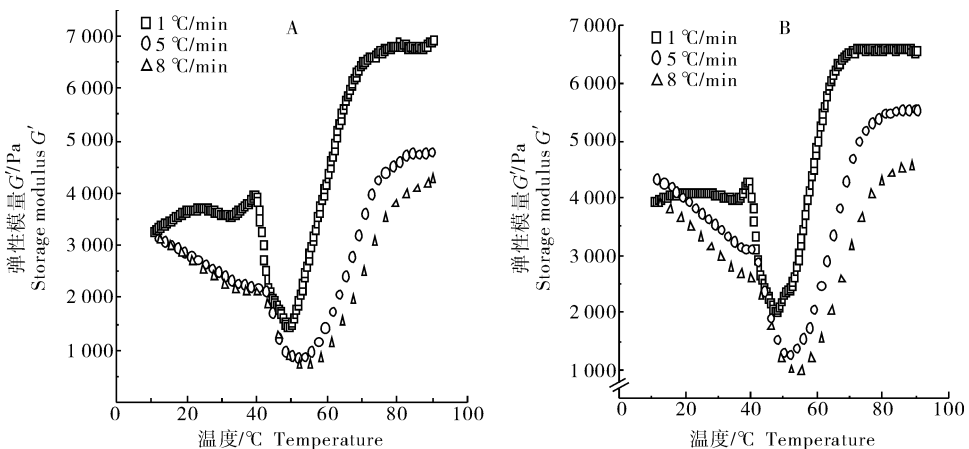 A
□ 1 ℃/min
○ 5 ℃/min
△ 8 ℃/min
7 000
6 000
5 000
4 000
3 000
2 000
1 000
弹性模量G′/Pa
Storage modulus G′
0
20
40
60
80
100
温度/℃ Temperature
B
□ 1 ℃/min
○ 5 ℃/min
△ 8 ℃/min
7 000
6 000
5 000
4 000
3 000
2 000
1 000
弹性模量G′/Pa
Storage modulus G′
0
20
40
60
80
100
温度/℃ Temperature